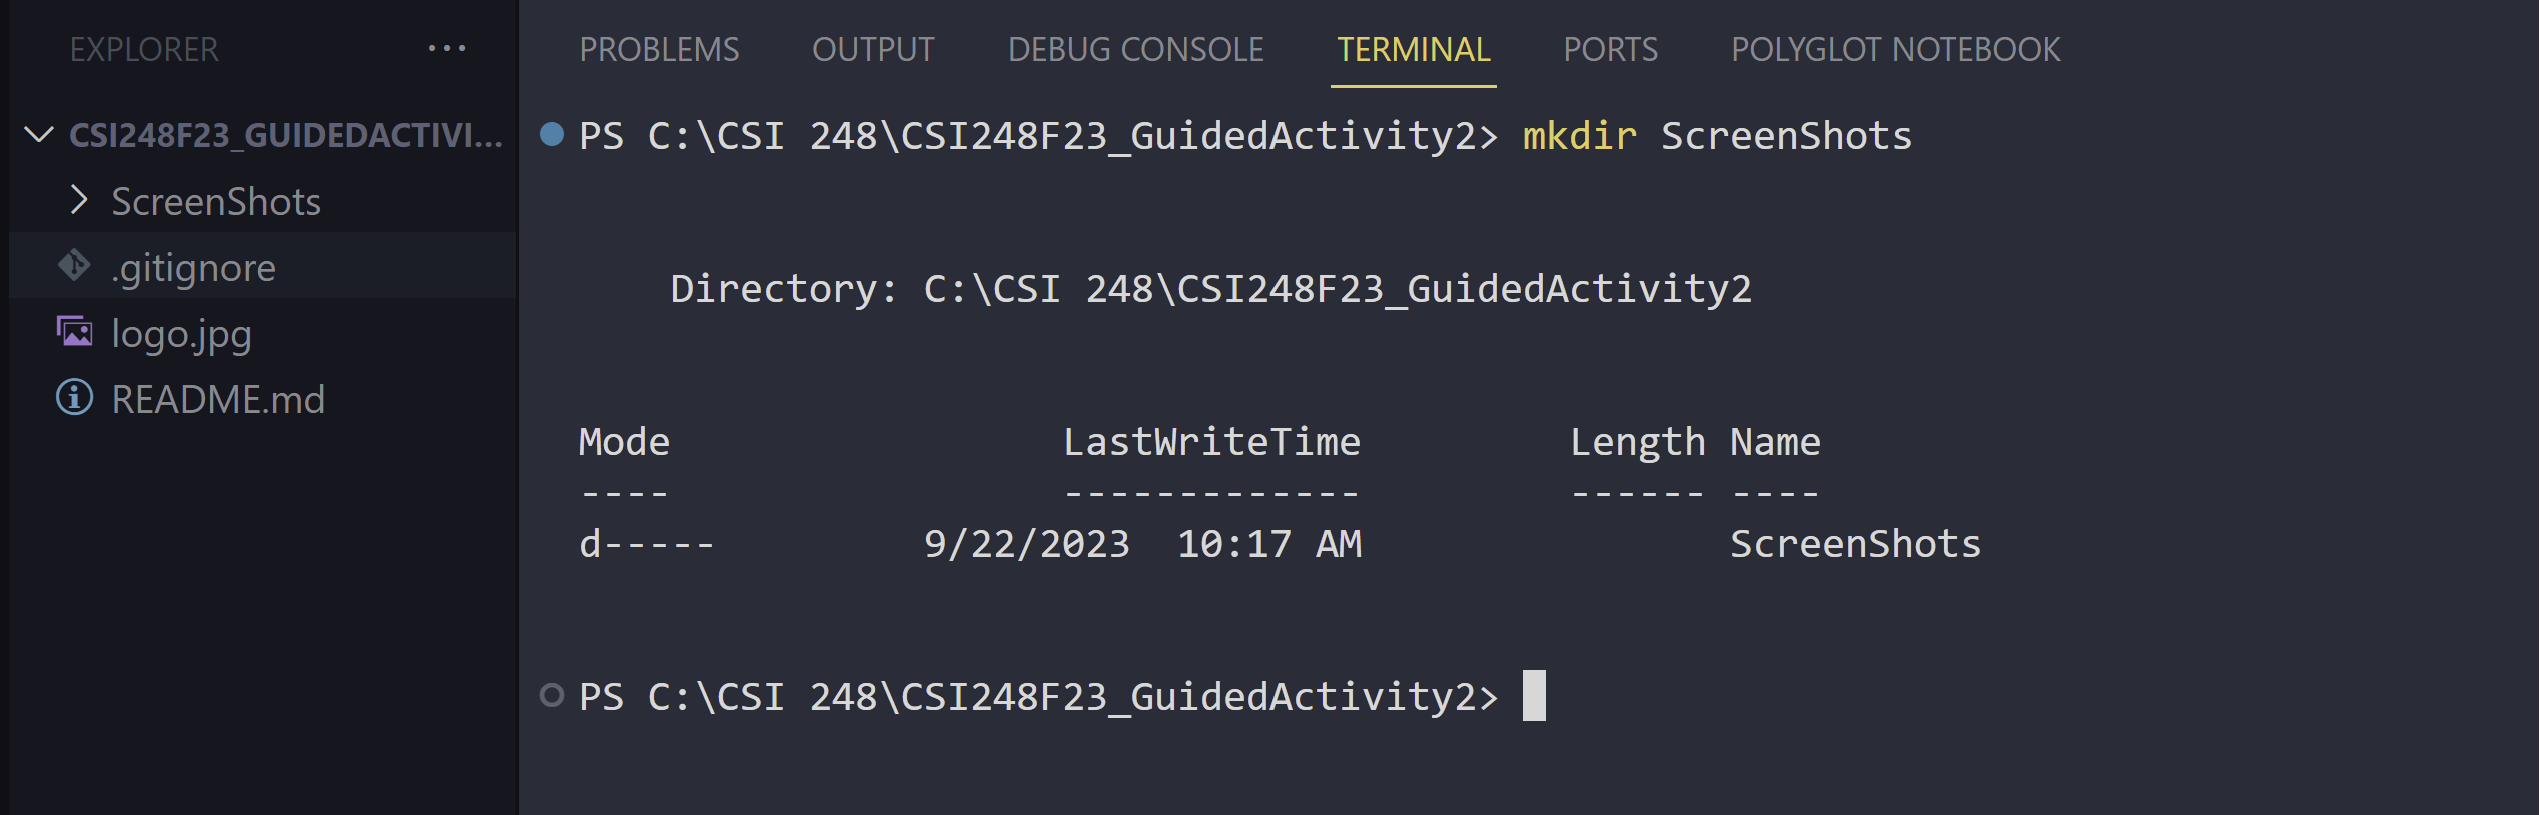 EXPLORER ...
CSI248F23_GUIDEDACTIVI...
ScreenShots
.gitignore
logo.jpg
README.md
PROBLEMS OUTPUT DEBUG CONSOLE TERMINAL PORTS POLYGLOT NOTEBOOK
PS C:\CSI 248\CSI248F23_GuidedActivity2> mkdir ScreenShots
Directory: C:\CSI 248\CSI248F23_GuidedActivity2
Mode LastWriteTime Length Name
---- ------------- ------ ----
d----- 9/22/2023 10:17 AM ScreenShots
PS C:\CSI 248\CSI248F23_GuidedActivity2>